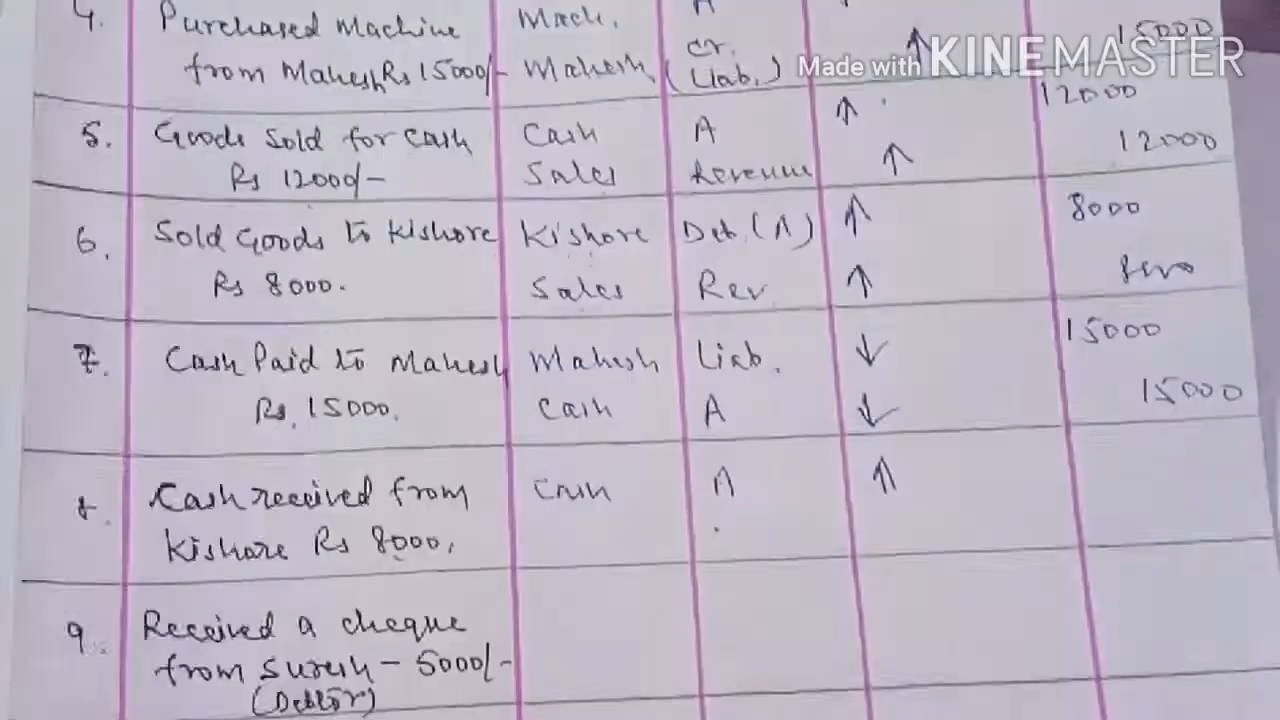 4. Purchased Machine Mach. A
from Mahesh Rs 15000/- Mahesh cr. (Liab.) ↑ 15000
Made with KINEMASTER
5. Goods Sold for Cash Cash A ↑ 12000
Rs 12000/- Sales Revenue ↑ 12000
6. Sold Goods to Kishore Kishore Deb. (A) ↑ 8000
Rs 8000. Sales Rev ↑ 8000
7. Cash Paid to Mahesh Mahesh Liab. ↓ 15000
Rs. 15000. Cash A ↓ 15000
8. Cash received from Cash A ↑
Kishore Rs 8000.
9. Received a cheque
from Suresh - 5000/-
(Debtor)